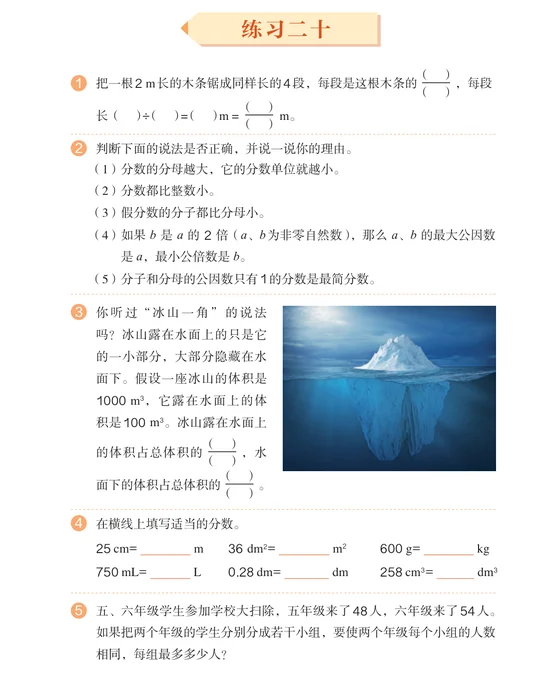 练习二十
1 把一根2 m长的木条锯成同样长的4段，每段是这根木条的( )/( )，每段
长( )÷( )=( )m=( )/( ) m。
2 判断下面的说法是否正确，并说一说你的理由。
（1）分数的分母越大，它的分数单位就越小。
（2）分数都比整数小。
（3）假分数的分子都比分母小。
（4）如果 b 是 a 的 2 倍（a、b为非零自然数），那么 a、b 的最大公因数
是 a，最小公倍数是 b。
（5）分子和分母的公因数只有1的分数是最简分数。
3 你听过“冰山一角”的说法
吗？冰山露在水面上的只是它
的一小部分，大部分隐藏在水
面下。假设一座冰山的体积是
1000 m³，它露在水面上的体
积是100 m³。冰山露在水面上
的体积占总体积的( )/( )，水
面下的体积占总体积的( )/( )。
4 在横线上填写适当的分数。
25 cm=______ m 36 dm²=______ m² 600 g=______ kg
750 mL=______ L 0.28 dm=______ dm 258 cm³=______ dm³
5 五、六年级学生参加学校大扫除，五年级来了48人，六年级来了54人。
如果把两个年级的学生分别分成若干小组，要使两个年级每个小组的人数
相同，每组最多多少人？